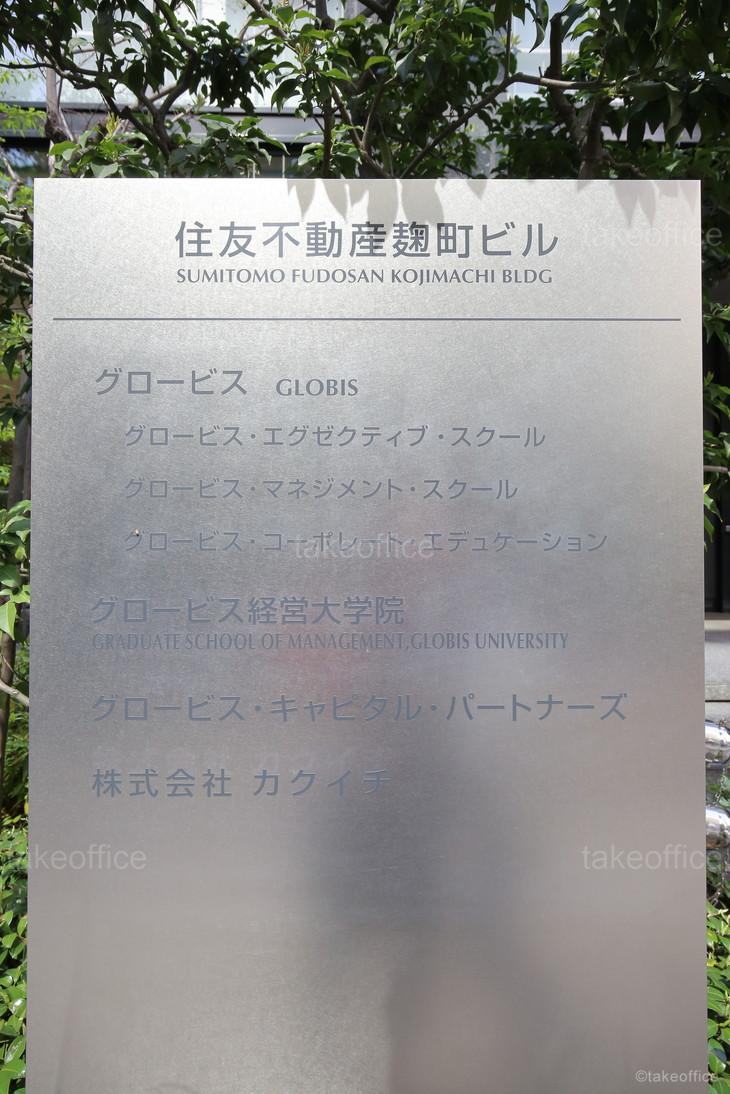 住友不動産麹町ビル
SUMITOMO FUDOSAN KOJIMACHI BLDG
グロービス GLOBIS
グロービス・エグゼクティブ・スクール
グロービス・マネジメント・スクール
グロービス・コーポレート・エデュケーション
グロービス経営大学院
GRADUATE SCHOOL OF MANAGEMENT,GLOBIS UNIVERSITY
グロービス・キャピタル・パートナーズ
株式会社 カクイチ
takeoffice
takeoffice
takeoffice
takeoffice
takeoffice
©takeoffice